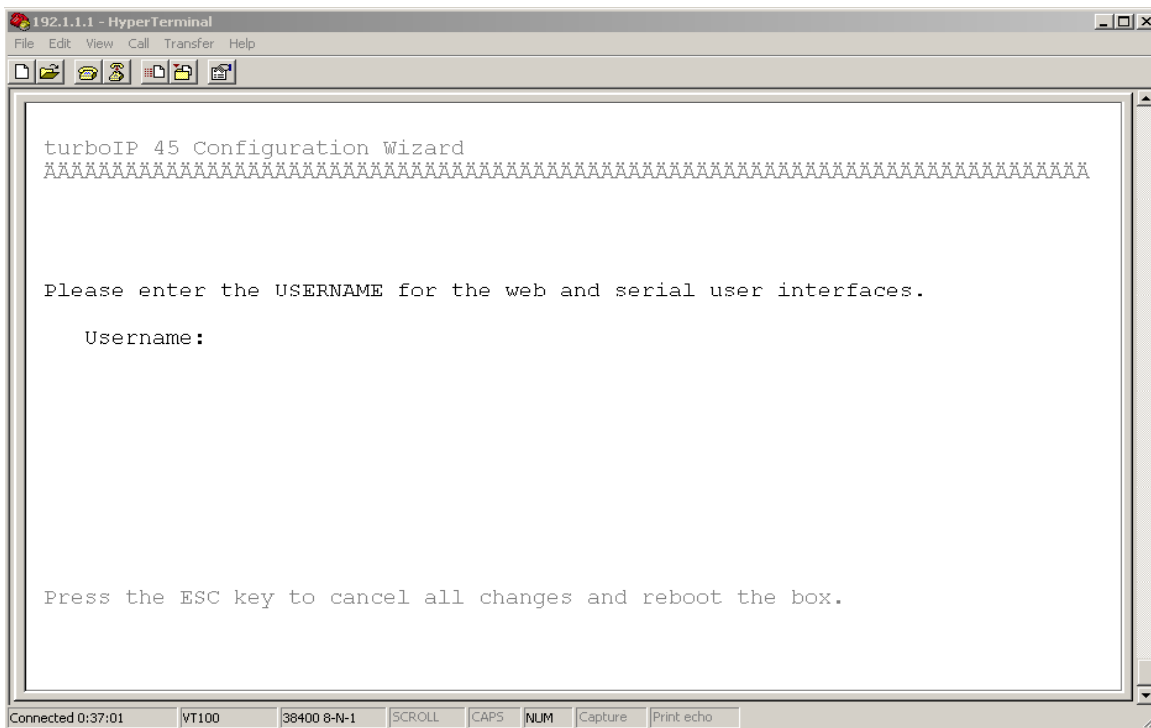 192.1.1.1 - HyperTerminal
File Edit View Call Transfer Help
turboIP 45 Configuration Wizard
ÄÄÄÄÄÄÄÄÄÄÄÄÄÄÄÄÄÄÄÄÄÄÄÄÄÄÄÄÄÄÄÄÄÄÄÄÄÄÄÄÄÄÄÄÄÄÄÄÄÄÄÄÄÄÄÄÄÄÄÄÄÄÄÄÄÄÄÄÄÄÄÄÄÄÄÄÄ
Please enter the USERNAME for the web and serial user interfaces.
Username:
Press the ESC key to cancel all changes and reboot the box.
Connected 0:37:01 VT100 38400 8-N-1 SCROLL CAPS NUM Capture Print echo